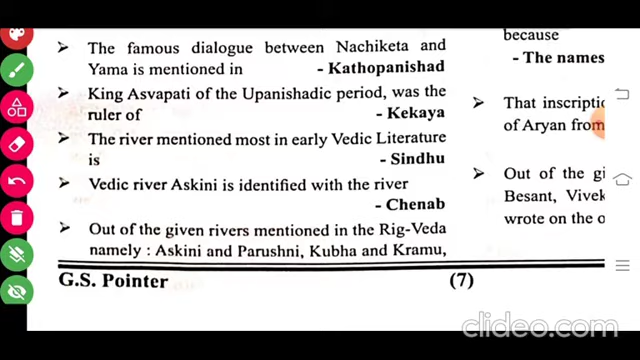 ➤ The famous dialogue between Nachiketa and
Yama is mentioned in - Kathopanishad
➤ King Asvapati of the Upanishadic period, was the
ruler of - Kekaya
➤ The river mentioned most in early Vedic Literature
is - Sindhu
➤ Vedic river Askini is identified with the river
- Chenab
➤ Out of the given rivers mentioned in the Rig-Veda
namely : Askini and Parushni, Kubha and Kramu,
G.S. Pointer (7)
because
- The names
➤ That inscriptio
of Aryan from
➤ Out of the gi
Besant, Vivek
wrote on the o
clideo.com